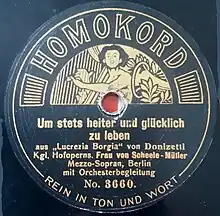 HOMOKORD
Um stets heiter und glücklich
zu leben
aus „Lucrezia Borgia" von Donizetti
Kgl. Hofoperns. Frau von Scheele-Müller
Mezzo-Sopran, Berlin
mit Orchesterbegleitung
No. 3660.
REIN IN TON UND WORT